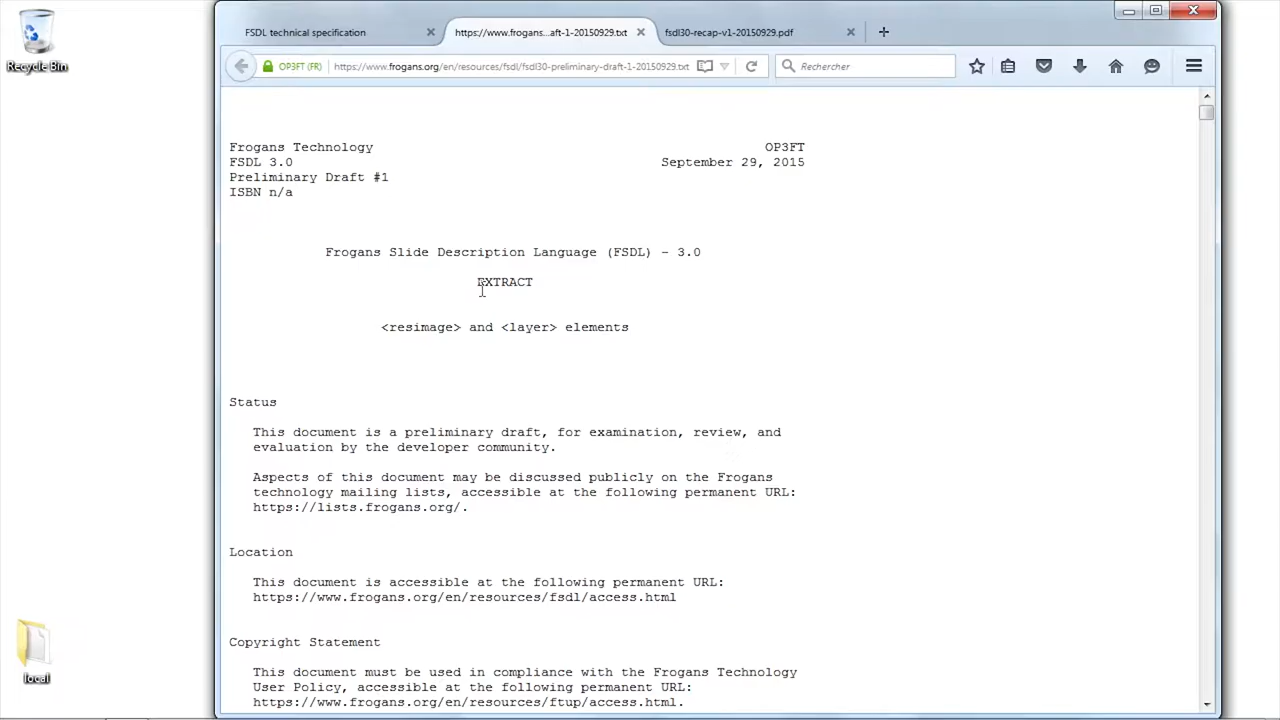 Recycle Bin
local
FSDL technical specification
https://www.frogans...aft-1-20150929.txt
fsdl30-recap-v1-20150929.pdf
OP3FT (FR)
https://www.frogans.org/en/resources/fsdl/fsdl30-preliminary-draft-1-20150929.txt
Rechercher
Frogans Technology OP3FT
FSDL 3.0 September 29, 2015
Preliminary Draft #1
ISBN n/a
Frogans Slide Description Language (FSDL) - 3.0
EXTRACT
<resimage> and <layer> elements
Status
This document is a preliminary draft, for examination, review, and
evaluation by the developer community.
Aspects of this document may be discussed publicly on the Frogans
technology mailing lists, accessible at the following permanent URL:
https://lists.frogans.org/.
Location
This document is accessible at the following permanent URL:
https://www.frogans.org/en/resources/fsdl/access.html
Copyright Statement
This document must be used in compliance with the Frogans Technology
User Policy, accessible at the following permanent URL:
https://www.frogans.org/en/resources/ftup/access.html.